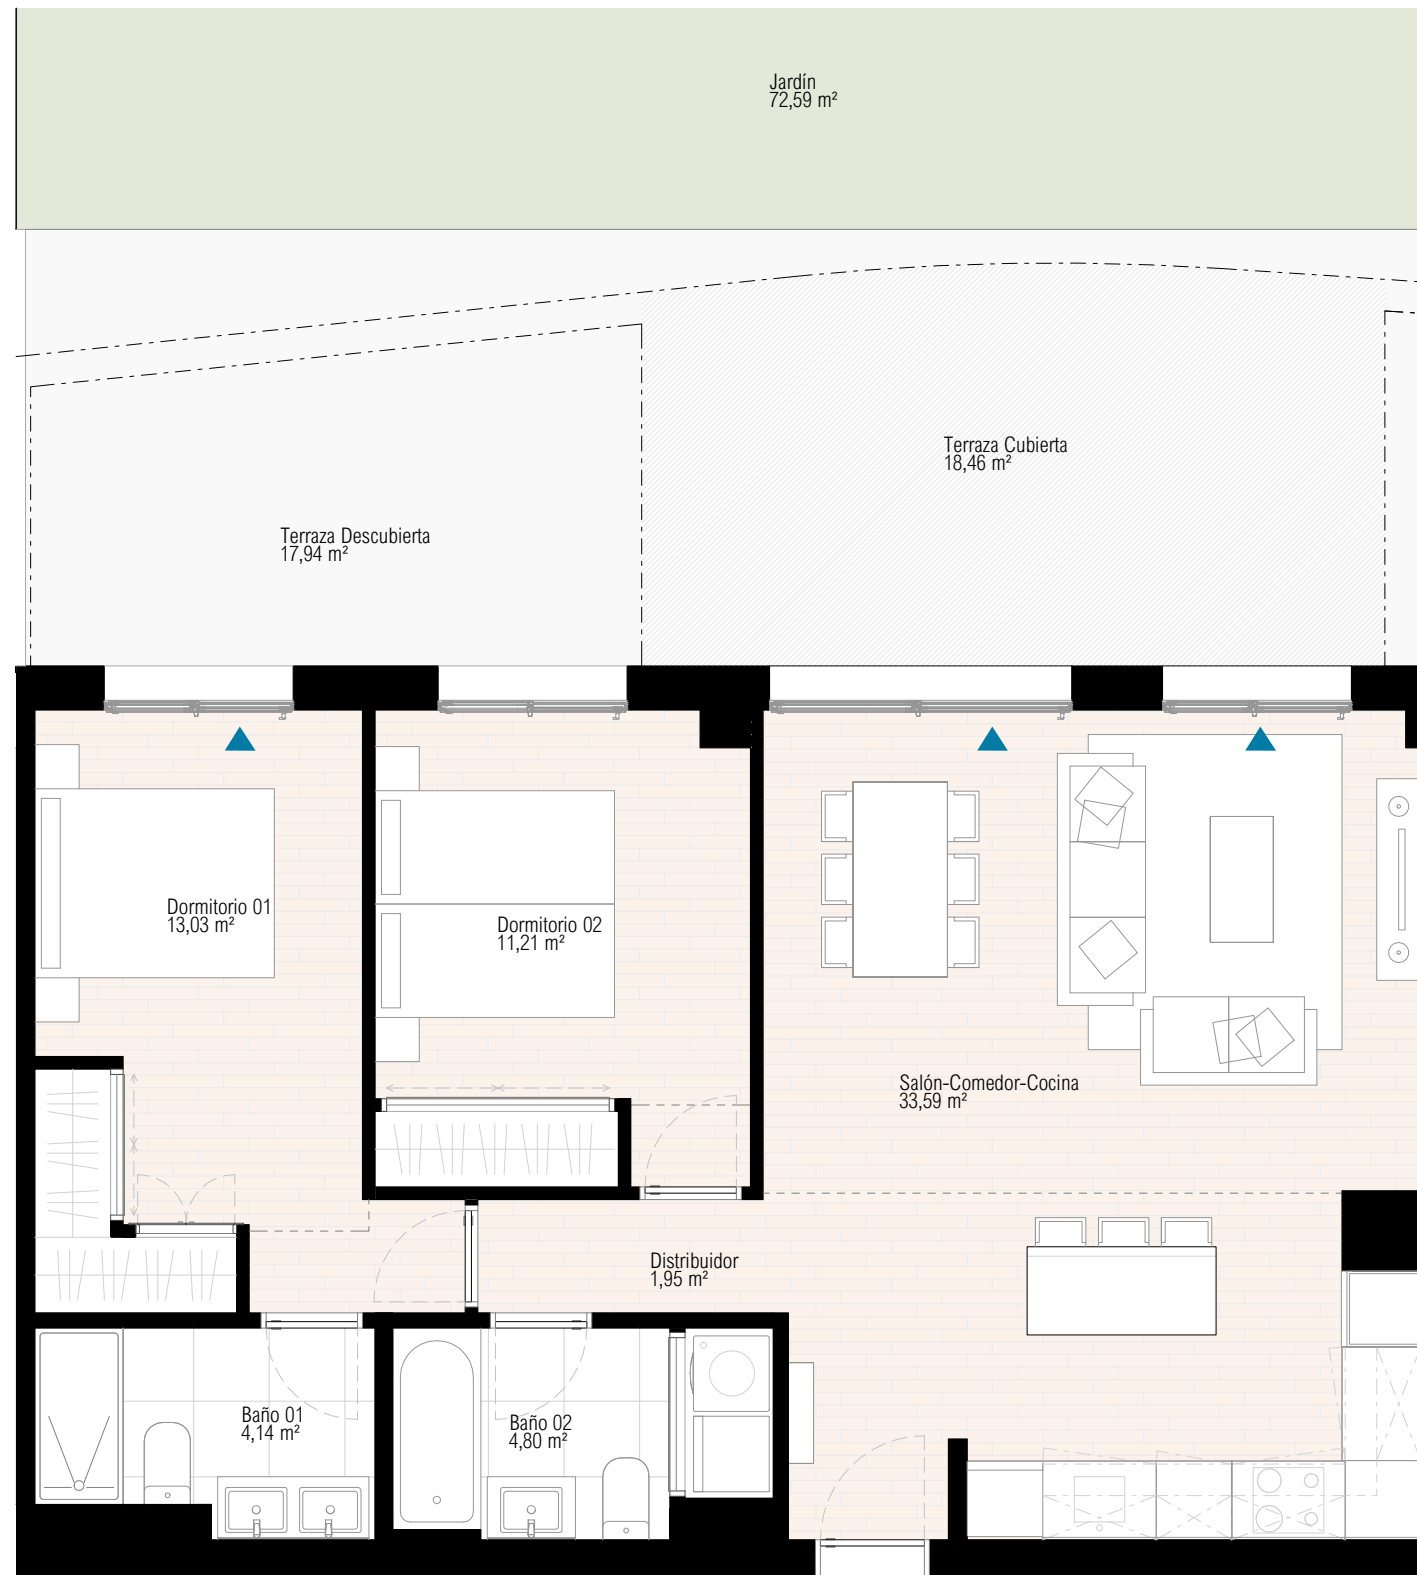 Jardín
72,59 m²
Terraza Cubierta
18,46 m²
Terraza Descubierta
17,94 m²
Dormitorio 01
13,03 m²
Dormitorio 02
11,21 m²
Salón-Comedor-Cocina
33,59 m²
Distribuidor
1,95 m²
Baño 01
4,14 m²
Baño 02
4,80 m²